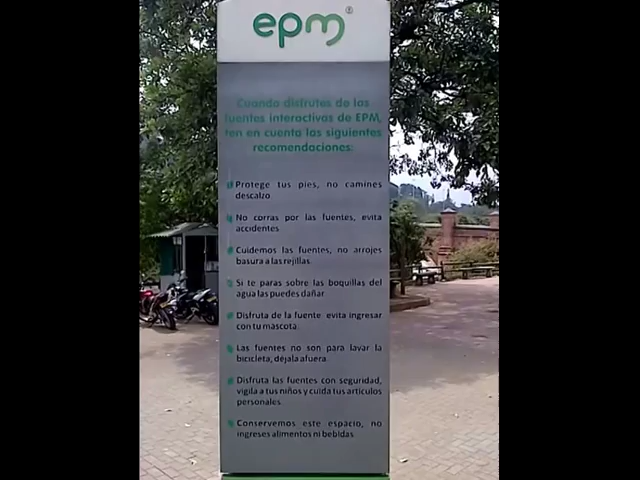 epm®
Cuando disfrutes de las
fuentes interactivas de EPM,
ten en cuenta las siguientes
recomendaciones:
Protege tus pies, no camines
descalzo.
No corras por las fuentes, evita
accidentes.
Cuidemos las fuentes, no arrojes
basura a las rejillas.
Si te paras sobre las boquillas del
agua las puedes dañar.
Disfruta de la fuente evita ingresar
con tu mascota.
Las fuentes no son para lavar la
bicicleta, déjala afuera.
Disfruta las fuentes con seguridad,
vigila a tus niños y cuida tus artículos
personales.
Conservemos este espacio, no
ingreses alimentos ni bebidas